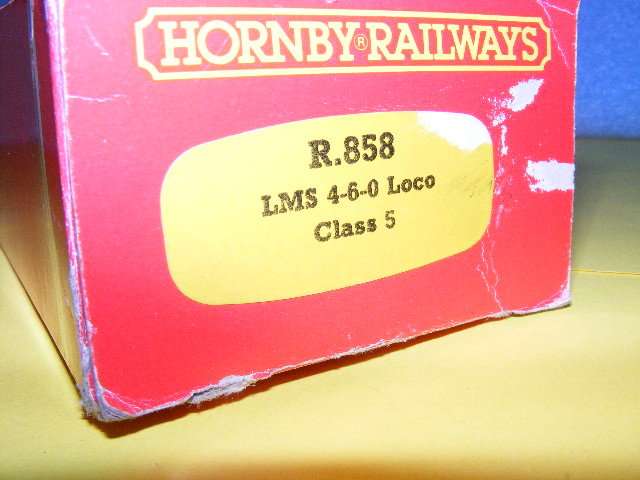 HORNBY® RAILWAYS
R.858
LMS 4-6-0 Loco
Class 5